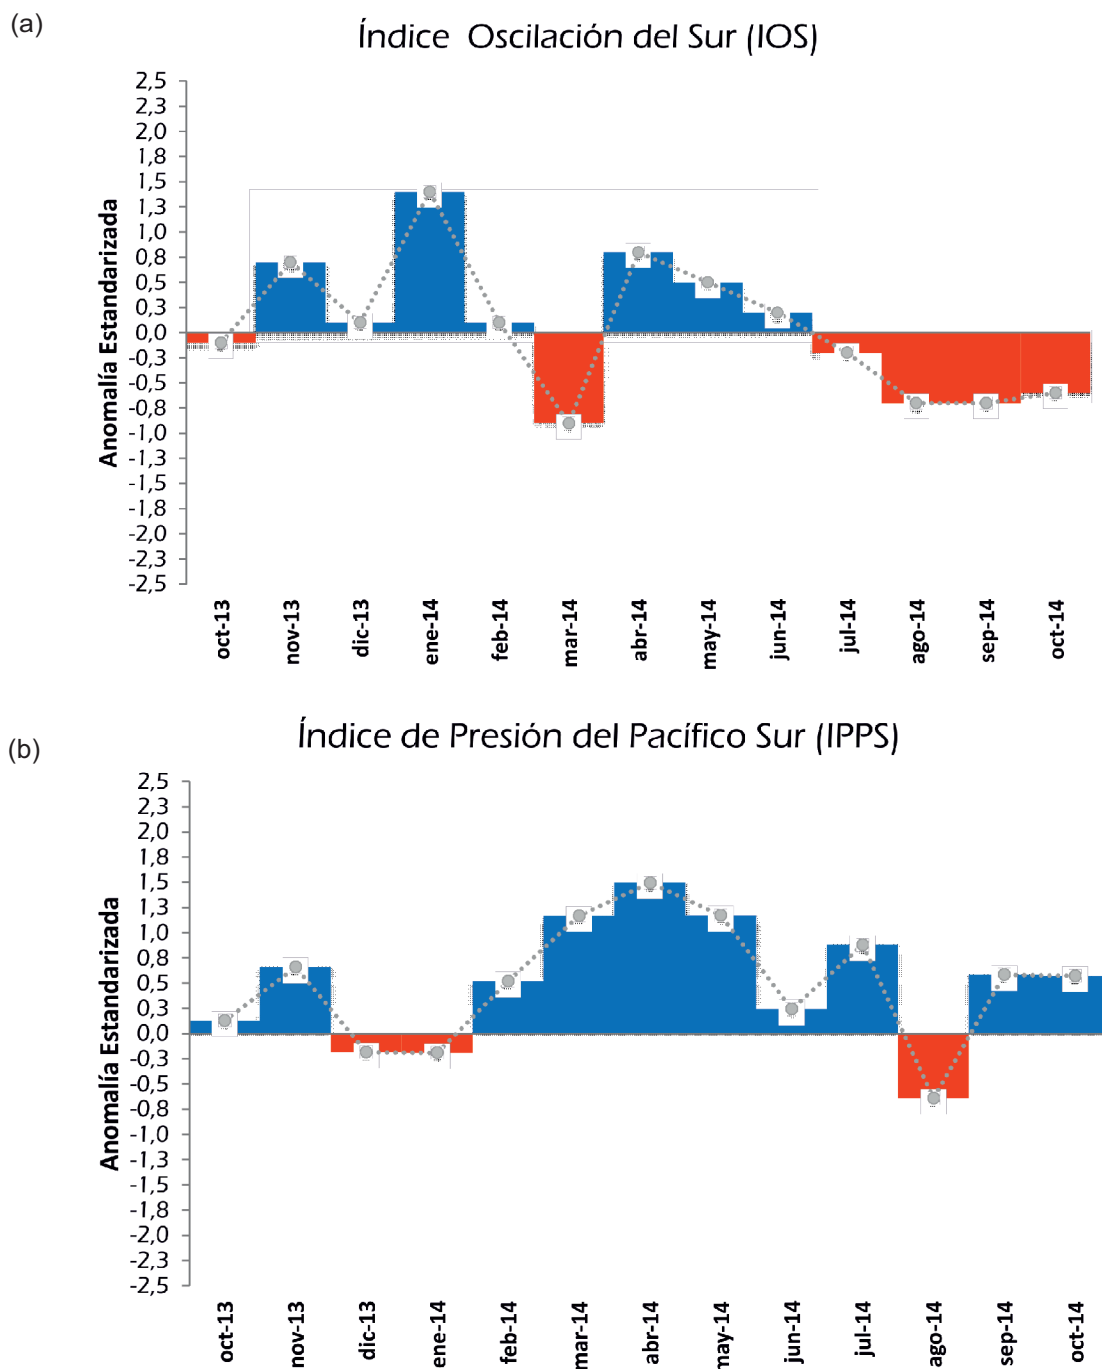 (a)
Índice Oscilación del Sur (IOS)
2,5
2,3
2,0
1,8
1,5
1,3
1,0
0,8
0,5
0,3
0,0
-0,3
-0,5
-0,8
-1,0
-1,3
-1,5
-1,8
-2,0
-2,3
-2,5
Anomalía Estandarizada
oct-13
nov-13
dic-13
ene-14
feb-14
mar-14
abr-14
may-14
jun-14
jul-14
ago-14
sep-14
oct-14
(b)
Índice de Presión del Pacífico Sur (IPPS)
2,5
2,3
2,0
1,8
1,5
1,3
1,0
0,8
0,5
0,3
0,0
-0,3
-0,5
-0,8
-1,0
-1,3
-1,5
-1,8
-2,0
-2,3
-2,5
Anomalía Estandarizada
oct-13
nov-13
dic-13
ene-14
feb-14
mar-14
abr-14
may-14
jun-14
jul-14
ago-14
sep-14
oct-14